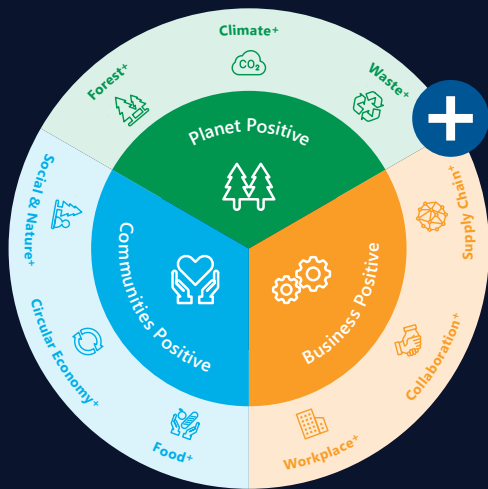 Climate⁺
CO₂
Forest⁺
Waste⁺
Planet Positive
Social & Nature⁺
Supply Chain⁺
Communities Positive
Business Positive
Circular Economy⁺
Collaboration⁺
Food⁺
Workplace⁺